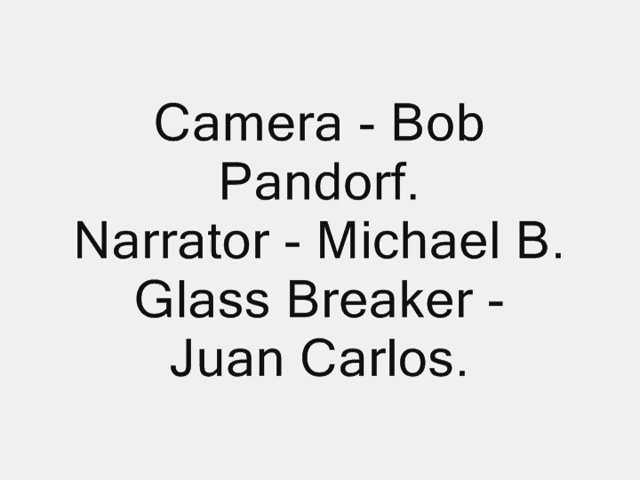 Camera - Bob
Pandorf.
Narrator - Michael B.
Glass Breaker -
Juan Carlos.